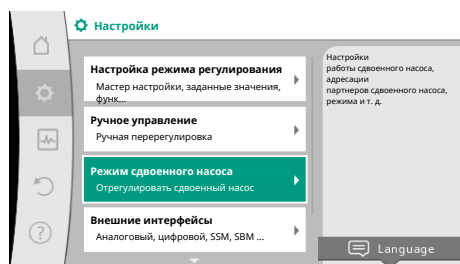 Настройки
Настройка режима регулирования
Мастер настройки, заданные значения,
функ...
Ручное управление
Ручная перерегулировка
Режим сдвоенного насоса
Отрегулировать сдвоенный насос
Внешние интерфейсы
Аналоговый, цифровой, SSM, SBM ...
Настройки
работы сдвоенного насоса,
адресации
партнеров сдвоенного насоса,
режима и т. д.
Language